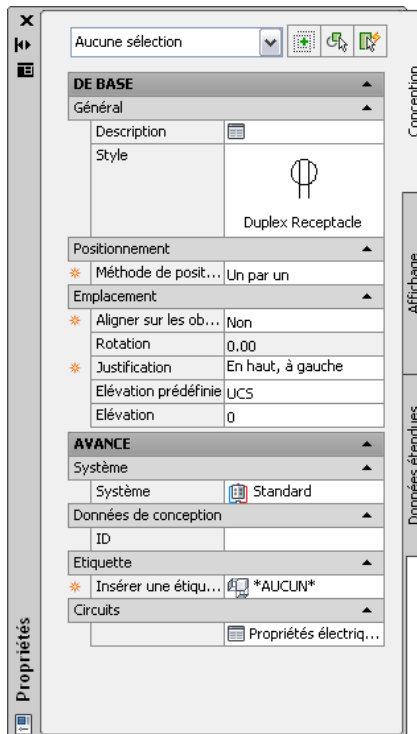 Aucune sélection
DE BASE
Général
Description
Style
Duplex Receptacle
Positionnement
Méthode de posit... Un par un
Emplacement
Aligner sur les ob... Non
Rotation 0.00
Justification En haut, à gauche
Elévation prédéfinie UCS
Elévation 0
AVANCE
Système
Système Standard
Données de conception
ID
Etiquette
Insérer une étiqu... *AUCUN*
Circuits
Propriétés électriq...
Propriétés
Conception
Affichage
Données étendues